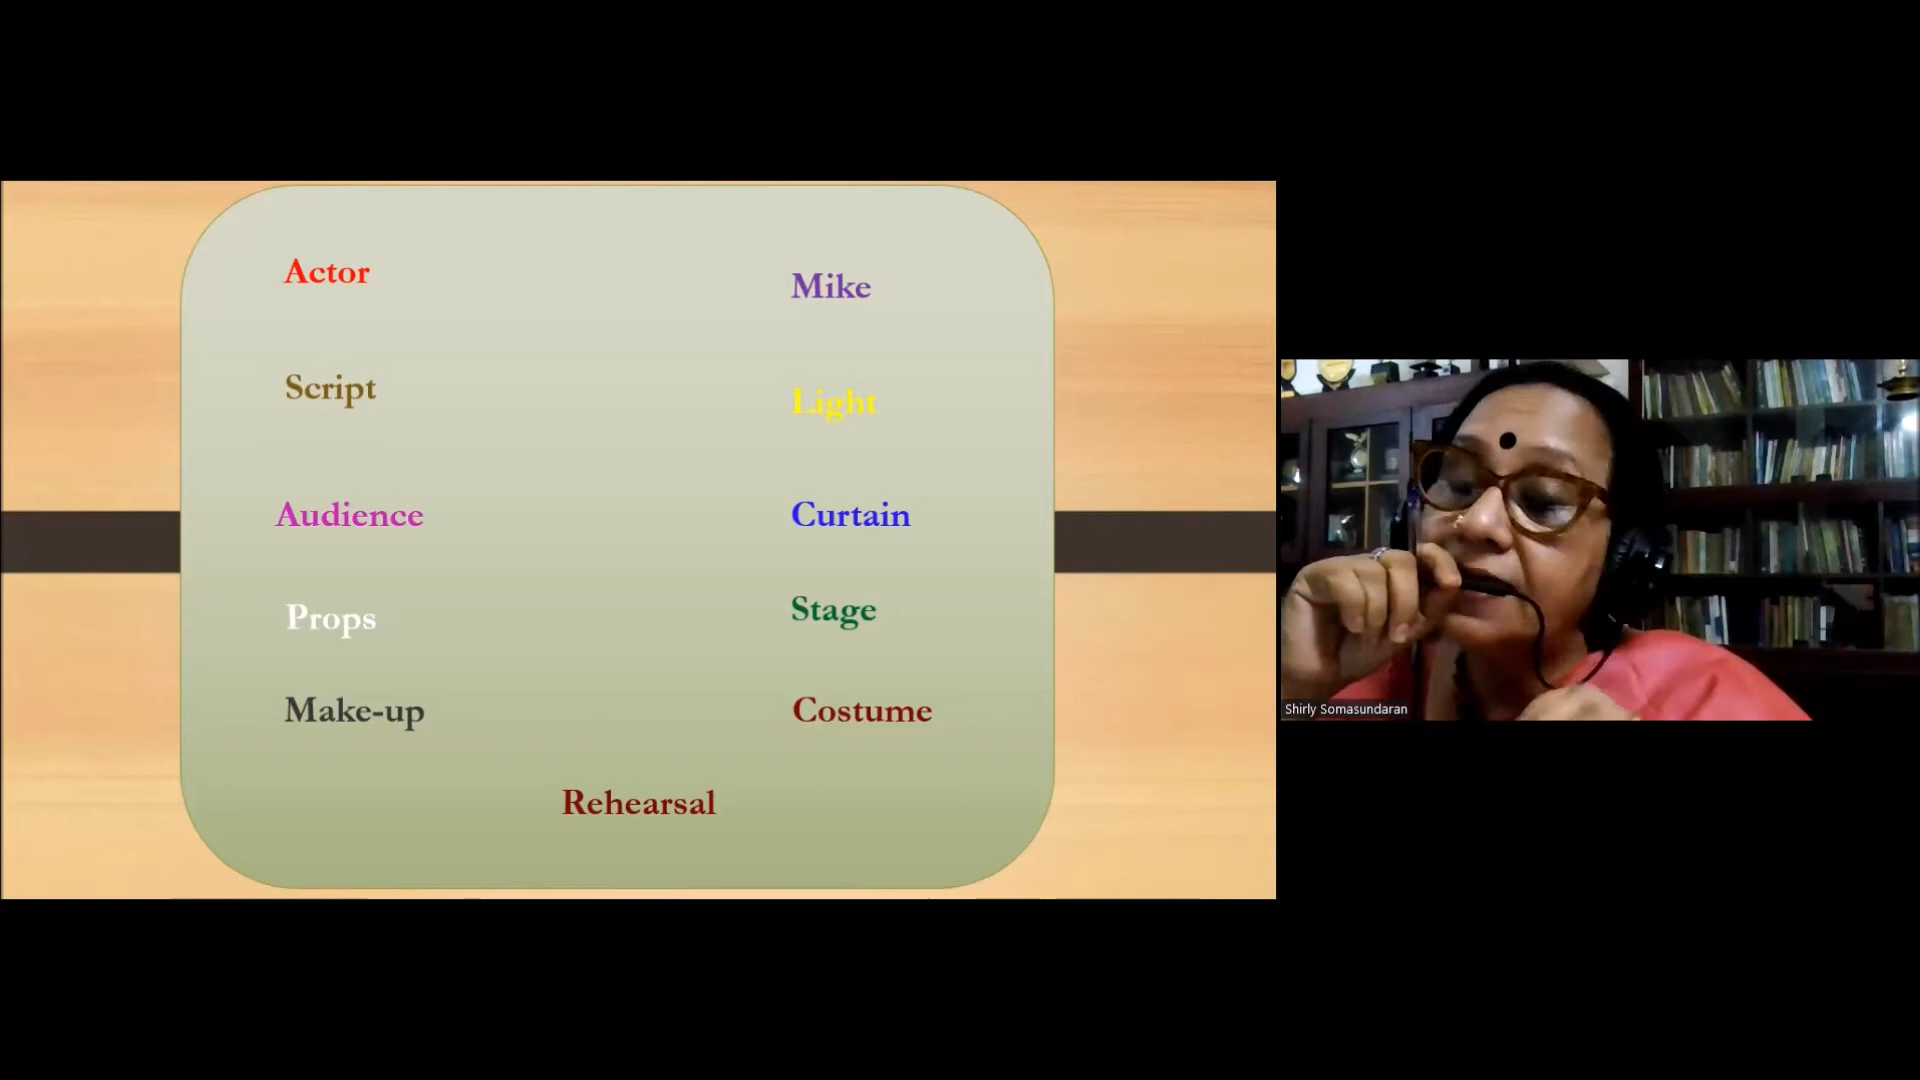 Actor
Mike
Script
Light
Audience
Curtain
Props
Stage
Make-up
Costume
Rehearsal
Shirly Somasundaran